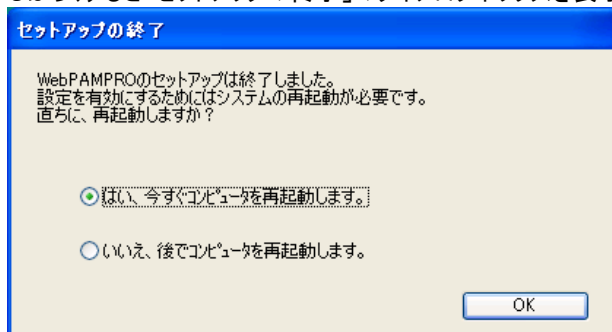 セットアップの終了
WebPAMPROのセットアップは終了しました。
設定を有効にするためにはシステムの再起動が必要です。
直ちに、再起動しますか？
はい、今すぐｺﾝﾋﾟｭｰﾀを再起動します。
いいえ、後でｺﾝﾋﾟｭｰﾀを再起動します。
OK